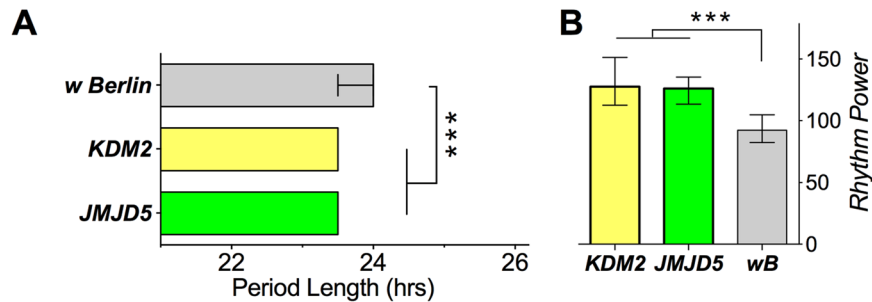 A
w Berlin
KDM2
JMJD5
***
22 24 26
Period Length (hrs)
B
***
150
100
50
0
Rhythm Power
KDM2 JMJD5 wB